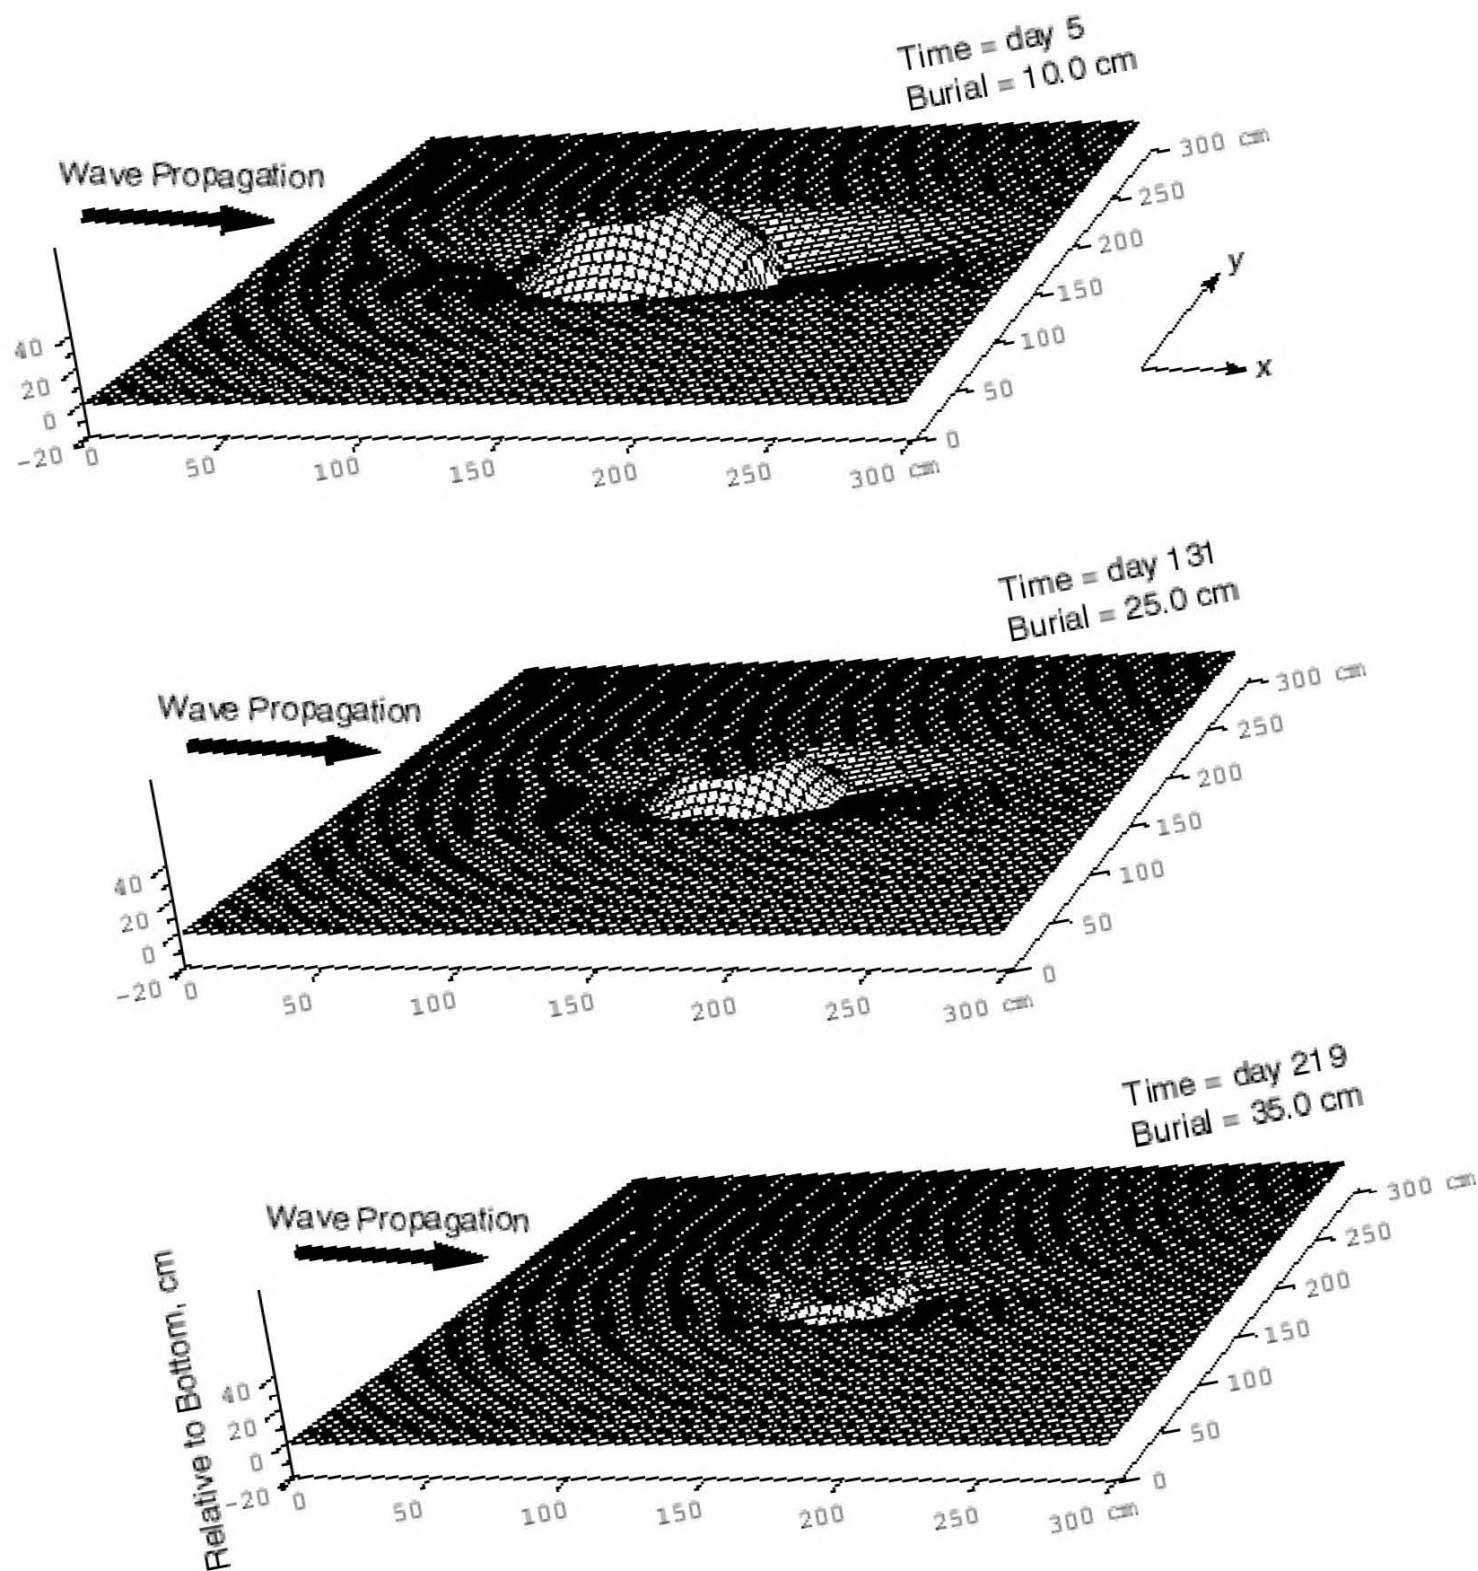 Time = day 5
Burial = 10.0 cm
Wave Propagation
300 cm
250
200
150
100
50
0
y
x
40
20
0
-20
0
50
100
150
200
250
300 cm
Time = day 131
Burial = 25.0 cm
Wave Propagation
300 cm
250
200
150
100
50
0
40
20
0
-20
0
50
100
150
200
250
300 cm
Time = day 219
Burial = 35.0 cm
Wave Propagation
300 cm
250
200
150
100
50
0
Relative to Bottom, cm
40
20
0
-20
0
50
100
150
200
250
300 cm